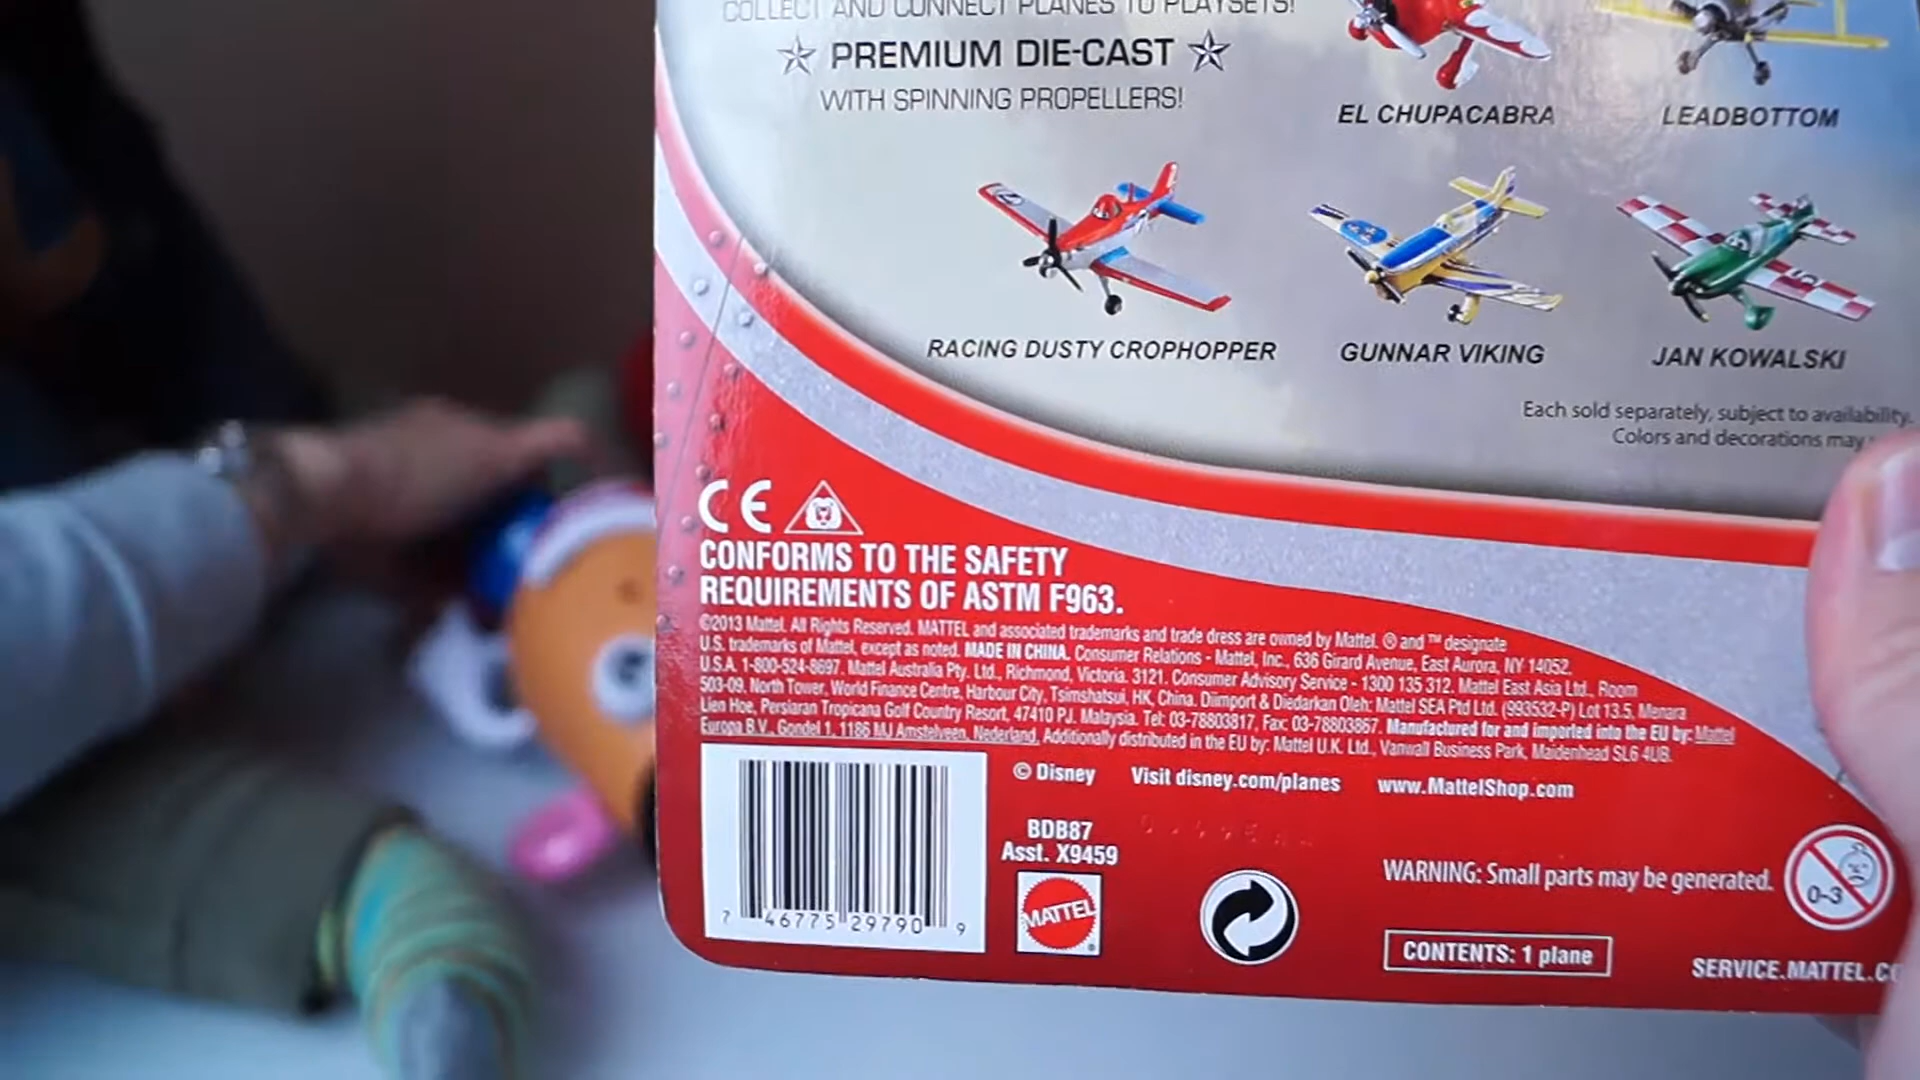 COLLECT AND CONNECT PLANES TO PLAYSETS!
PREMIUM DIE-CAST
WITH SPINNING PROPELLERS!
EL CHUPACABRA
LEADBOTTOM
RACING DUSTY CROPHOPPER
GUNNAR VIKING
JAN KOWALSKI
Each sold separately, subject to availability.
Colors and decorations may
CE
CONFORMS TO THE SAFETY
REQUIREMENTS OF ASTM F963.
©2013 Mattel. All Rights Reserved. MATTEL and associated trademarks and trade dress are owned by Mattel. ® and ™ designate
U.S. trademarks of Mattel, except as noted. MADE IN CHINA. Consumer Relations - Mattel, Inc., 636 Girard Avenue, East Aurora, NY 14052,
U.S.A. 1-800-524-8697. Mattel Australia Pty. Ltd., Richmond, Victoria. 3121. Consumer Advisory Service - 1300 135 312. Mattel East Asia Ltd., Room
503-09, North Tower, World Finance Centre, Harbour City, Tsimshatsui, HK, China. Diimport & Diedarkan Oleh: Mattel SEA Ptd Ltd. (993532-P) Lot 13.5, Menara
Lien Hoe, Persiaran Tropicana Golf Country Resort, 47410 PJ. Malaysia. Tel: 03-78803817, Fax: 03-78803867. Manufactured for and imported into the EU by: Mattel
Europa B.V., Gondel 1, 1186 MJ Amstelveen, Nederland. Additionally distributed in the EU by: Mattel U.K. Ltd., Vanwall Business Park, Maidenhead SL6 4UB.
© Disney Visit disney.com/planes www.MattelShop.com
BDB87
Asst. X9459
MATTEL
7 46775 29790 9
WARNING: Small parts may be generated.
0-3
CONTENTS: 1 plane
SERVICE.MATTEL.CO